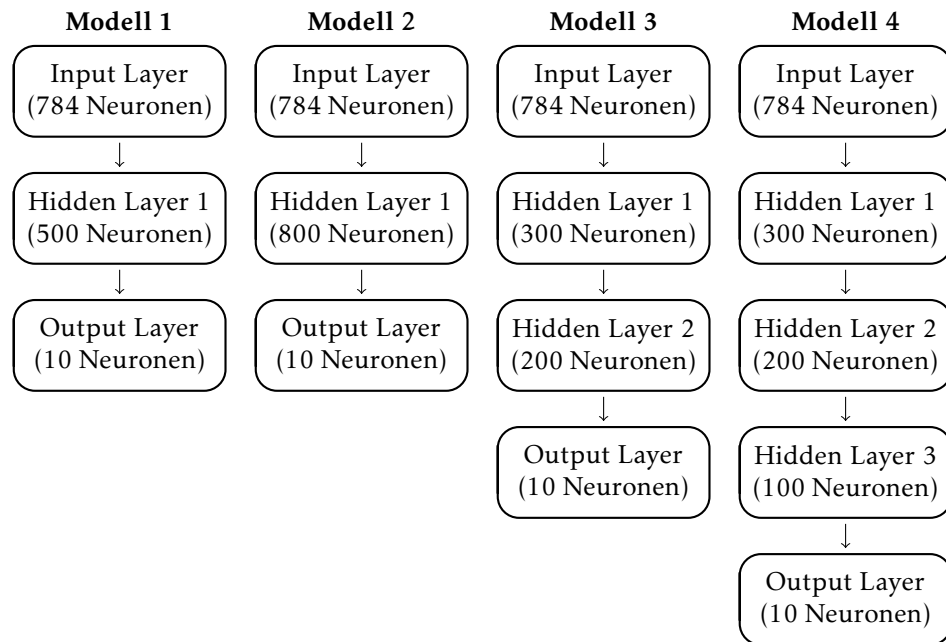 Modell 1
Input Layer
(784 Neuronen)
Hidden Layer 1
(500 Neuronen)
Output Layer
(10 Neuronen)
Modell 2
Input Layer
(784 Neuronen)
Hidden Layer 1
(800 Neuronen)
Output Layer
(10 Neuronen)
Modell 3
Input Layer
(784 Neuronen)
Hidden Layer 1
(300 Neuronen)
Hidden Layer 2
(200 Neuronen)
Output Layer
(10 Neuronen)
Modell 4
Input Layer
(784 Neuronen)
Hidden Layer 1
(300 Neuronen)
Hidden Layer 2
(200 Neuronen)
Hidden Layer 3
(100 Neuronen)
Output Layer
(10 Neuronen)